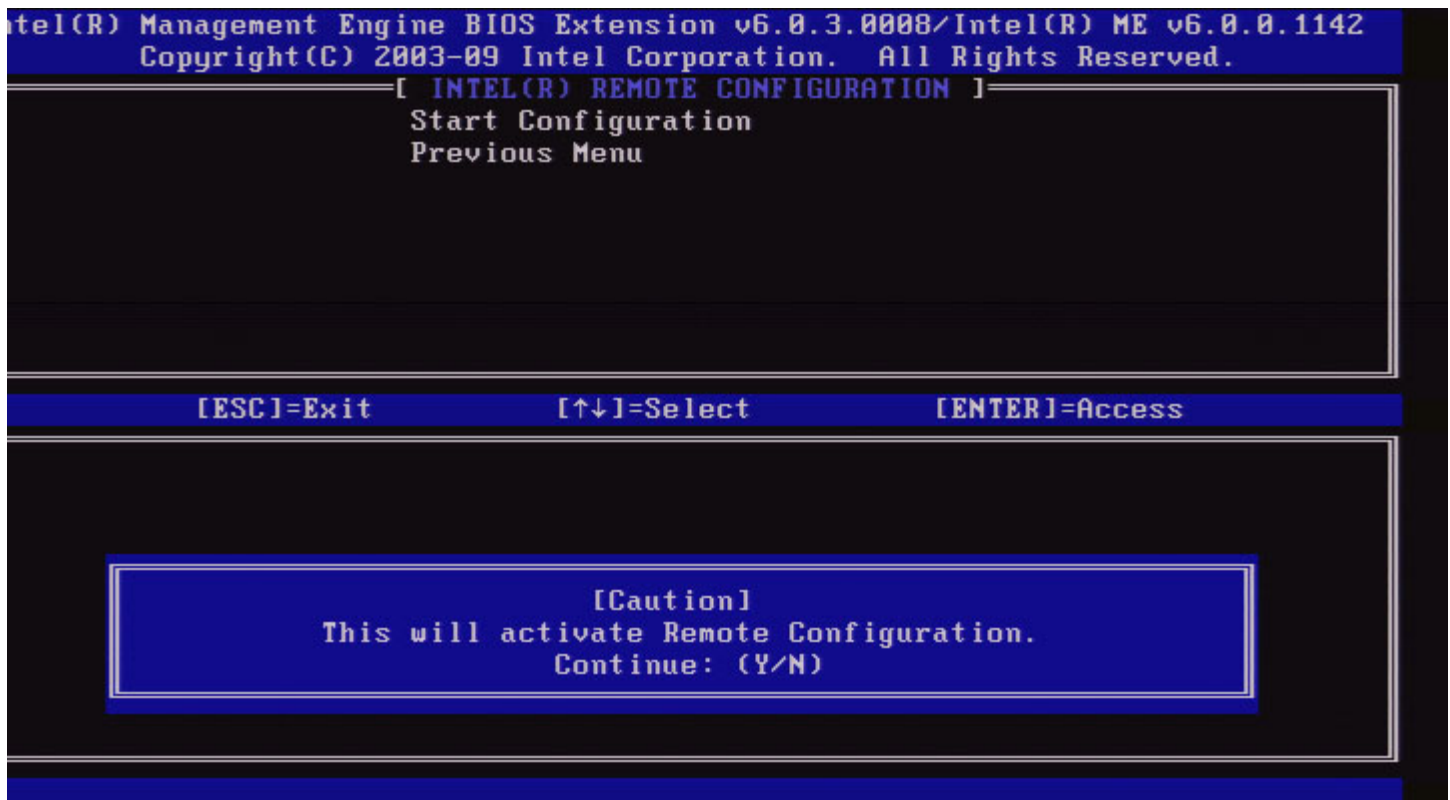 ntel(R) Management Engine BIOS Extension v6.0.3.0008/Intel(R) ME v6.0.0.1142
Copyright(C) 2003-09 Intel Corporation. All Rights Reserved.
[ INTEL(R) REMOTE CONFIGURATION ]
Start Configuration
Previous Menu
[ESC]=Exit [↑↓]=Select [ENTER]=Access
[Caution]
This will activate Remote Configuration.
Continue: (Y/N)